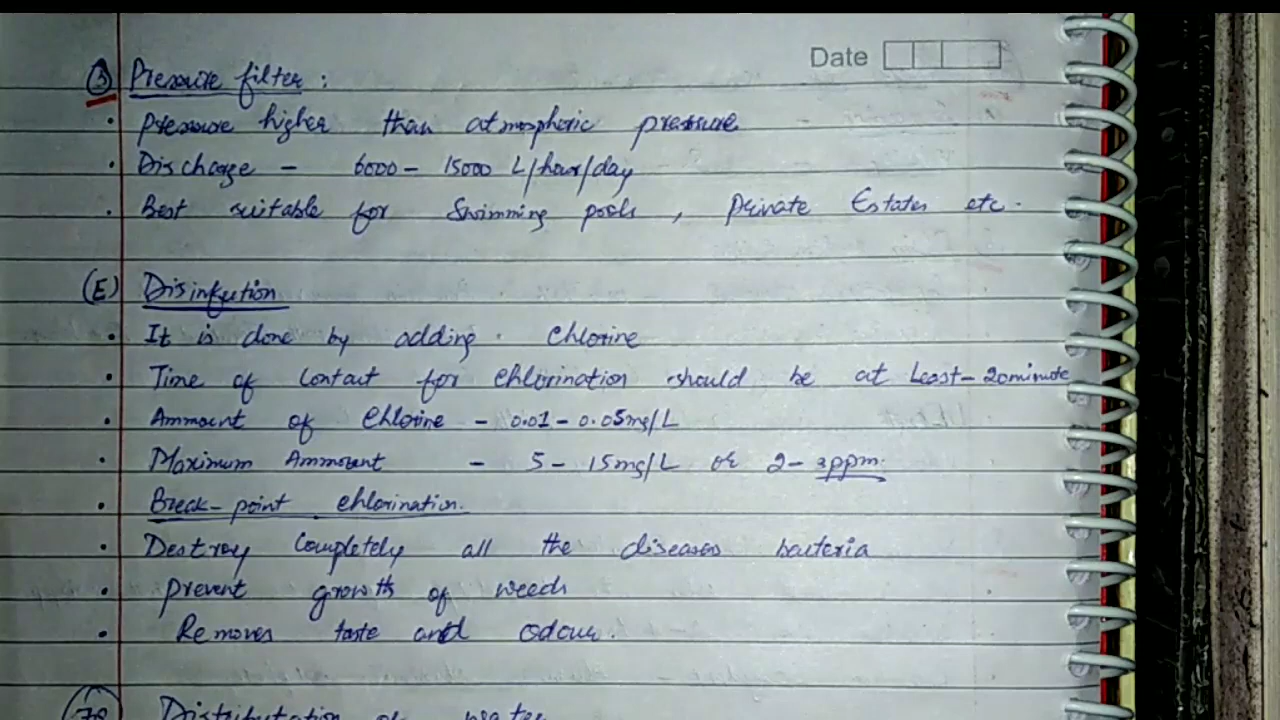 Date
③ Pressure filter :
• Pressure higher than atmospheric pressure
• Discharge - 6000 - 15000 L/hour/day
• Best suitable for Swimming pools , Private Estates etc.
(E) Disinfection
• It is done by adding . Chlorine
• Time of Contact for chlorination should be at Least - 20 minute
• Ammount of Chlorine - 0.01 - 0.05mg/L
• Maximum Ammount - 5 - 15mg/L or 2 - 3ppm.
• Break-point chlorination.
• Destroy Completely all the diseases bacteria
• Prevent growth of weeds
• Removes taste and odour.
Distributation of water